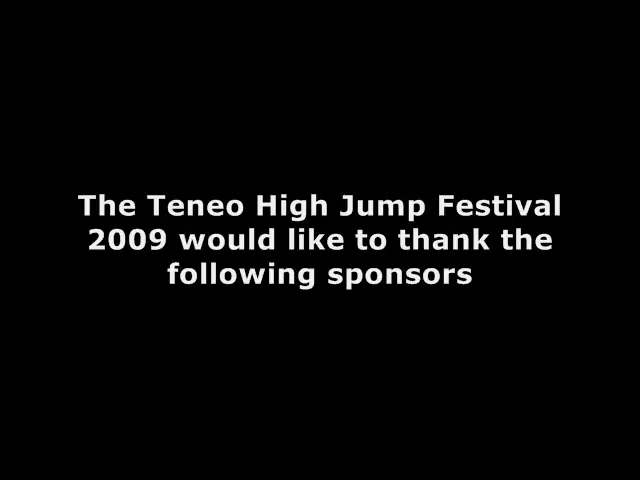 The Teneo High Jump Festival
2009 would like to thank the
following sponsors